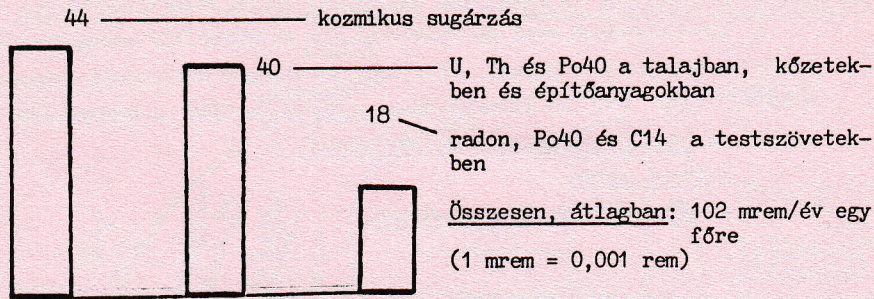 44 kozmikus sugárzás
40 U, Th és Po40 a talajban, kőzetek-
ben és építőanyagokban
18 radon, Po40 és C14 a testszövetek-
ben
Összesen, átlagban: 102 mrem/év egy
főre
(1 mrem = 0,001 rem)